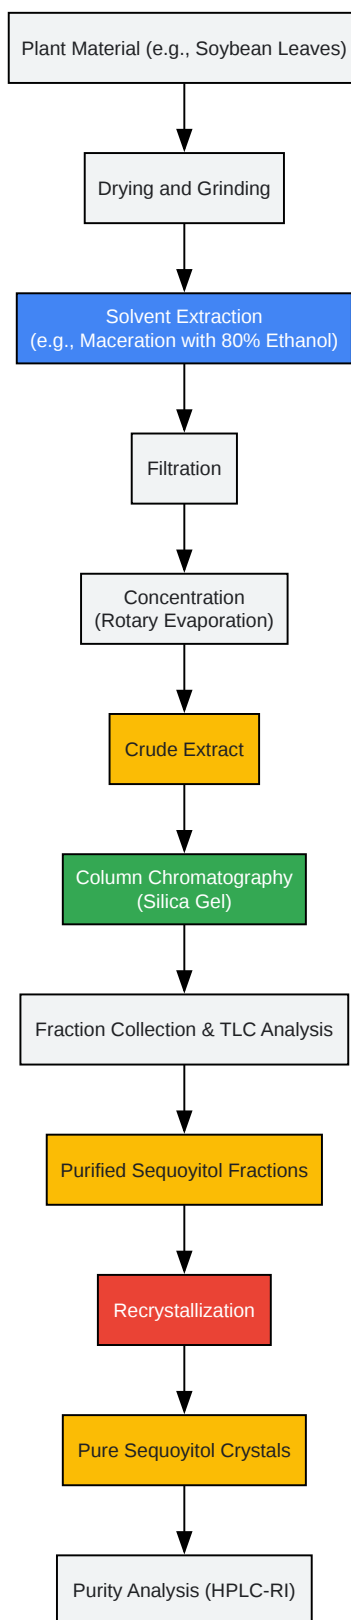 Plant Material (e.g., Soybean Leaves)
Drying and Grinding
Solvent Extraction
(e.g., Maceration with 80% Ethanol)
Filtration
Concentration
(Rotary Evaporation)
Crude Extract
Column Chromatography
(Silica Gel)
Fraction Collection & TLC Analysis
Purified Sequoyitol Fractions
Recrystallization
Pure Sequoyitol Crystals
Purity Analysis (HPLC-RI)